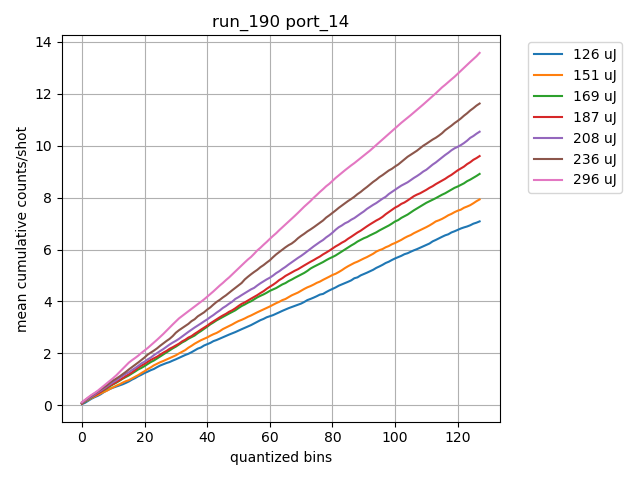 run_190 port_14
14
12
10
8
6
4
2
0
mean cumulative counts/shot
0 20 40 60 80 100 120
quantized bins
126 uJ
151 uJ
169 uJ
187 uJ
208 uJ
236 uJ
296 uJ